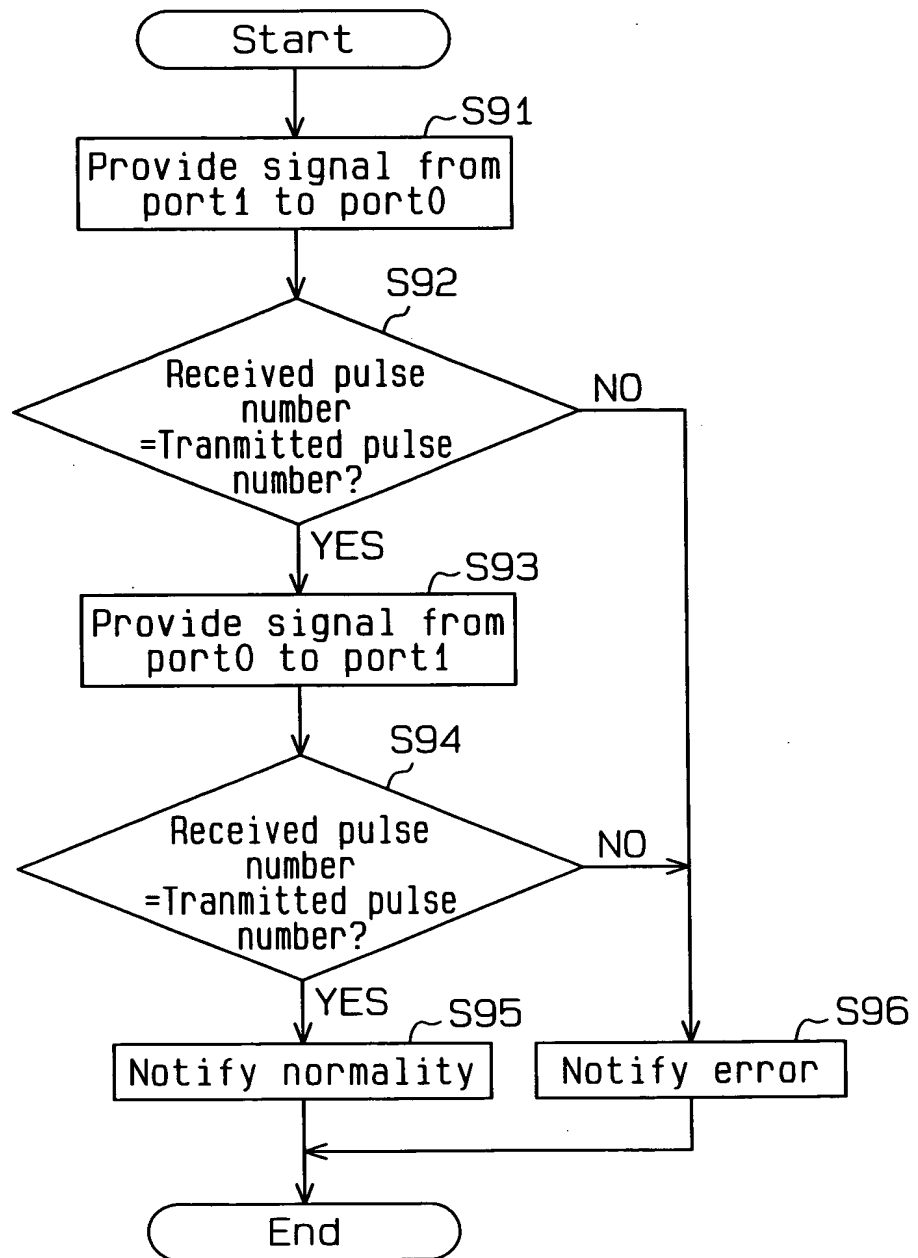 Start
S91
Provide signal from
port1 to port0
S92
Received pulse
number
=Tranmitted pulse
number?
NO
YES
S93
Provide signal from
port0 to port1
S94
Received pulse
number
=Tranmitted pulse
number?
NO
YES
S95
Notify normality
S96
Notify error
End